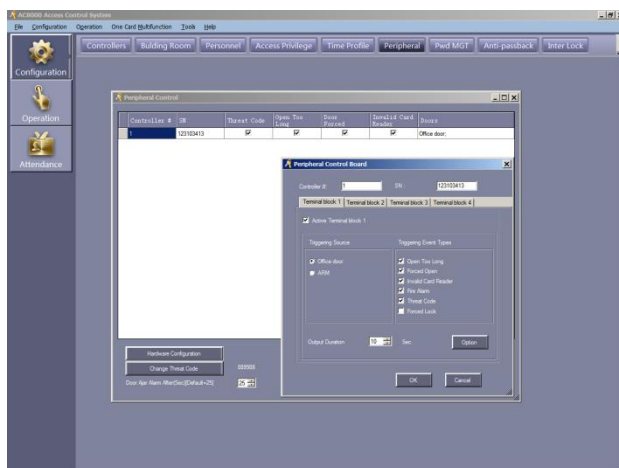 AC8000 Access Control System
File Configuration Operation One Card Multifunction Tools Help
Controllers Bulding Room Personnel Access Privilege Time Profile Peripheral Pwd MGT Anti-passback Inter Lock
Configuration
Operation
Attendance
Peripheral Control
Controller # SN Threat Code Open Too Long Door Forced Invalid Card Reader Doors
1 123103413 Office door;
Peripheral Control Board
Controller #: 1 SN 123103413
Terminal block 1 Terminal block 2 Terminal block 3 Terminal block 4
Active Terminal block 1
Triggering Source Triggering Event Types
Office door Open Too Long
ARM Forced Open
Invalid Card Reader
Fire Alarm
Threat Code
Forced Lock
Output Duration 10 Sec Option
OK Cancel
Hardware Configuration
Change Threat Code
Door Ajar Alarm After(Sec)(Default=25) 25